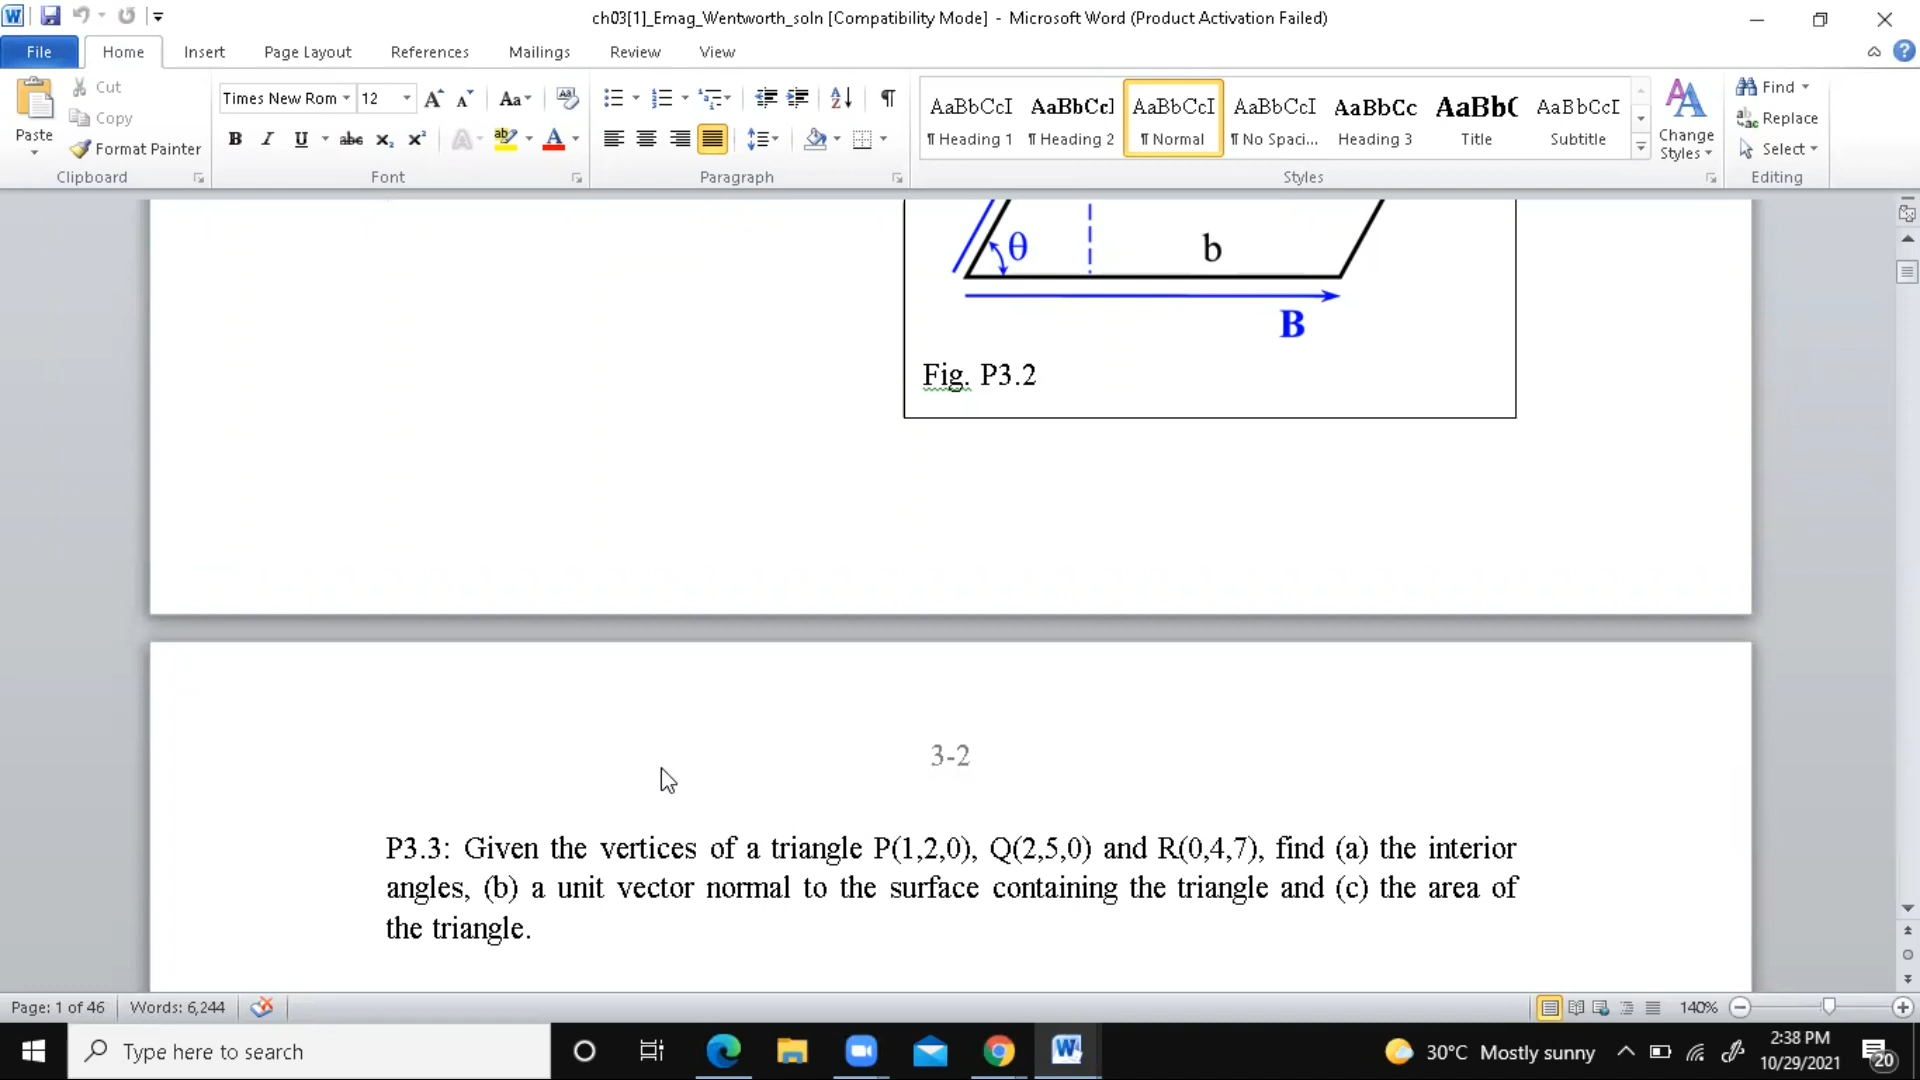 ch03[1]_Emag_Wentworth_soln [Compatibility Mode] - Microsoft Word (Product Activation Failed)
File Home Insert Page Layout References Mailings Review View
Paste
Cut
Copy
Format Painter
Clipboard
Times New Rom 12
Font
Paragraph
AaBbCcI AaBbCcI AaBbCcI AaBbCcI AaBbCc AaBbC AaBbCcI
¶ Heading 1 ¶ Heading 2 ¶ Normal ¶ No Spaci... Heading 3 Title Subtitle
Change Styles
Styles
Find
Replace
Select
Editing
θ
b
B
Fig. P3.2
3-2
P3.3: Given the vertices of a triangle P(1,2,0), Q(2,5,0) and R(0,4,7), find (a) the interior
angles, (b) a unit vector normal to the surface containing the triangle and (c) the area of
the triangle.
Page: 1 of 46 Words: 6,244 140%
Type here to search
30°C Mostly sunny
2:38 PM
10/29/2021
20